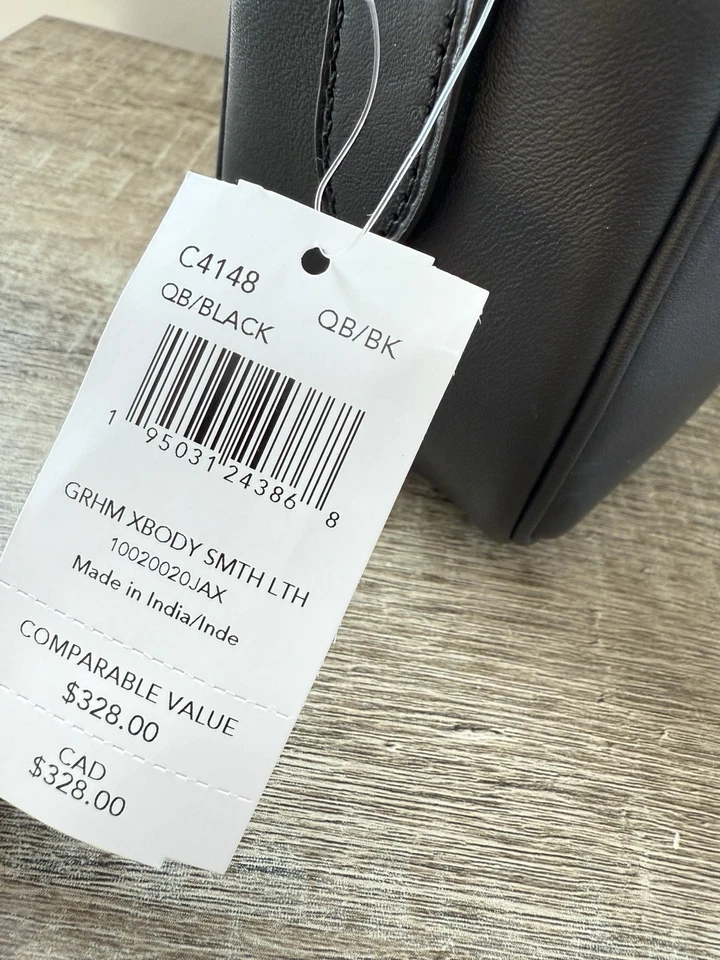 C4148
QB/BLACK QB/BK
1 95031 24386 8
GRHM XBODY SMTH LTH
10020020JAX
Made in India/Inde
COMPARABLE VALUE
$328.00
CAD
$328.00